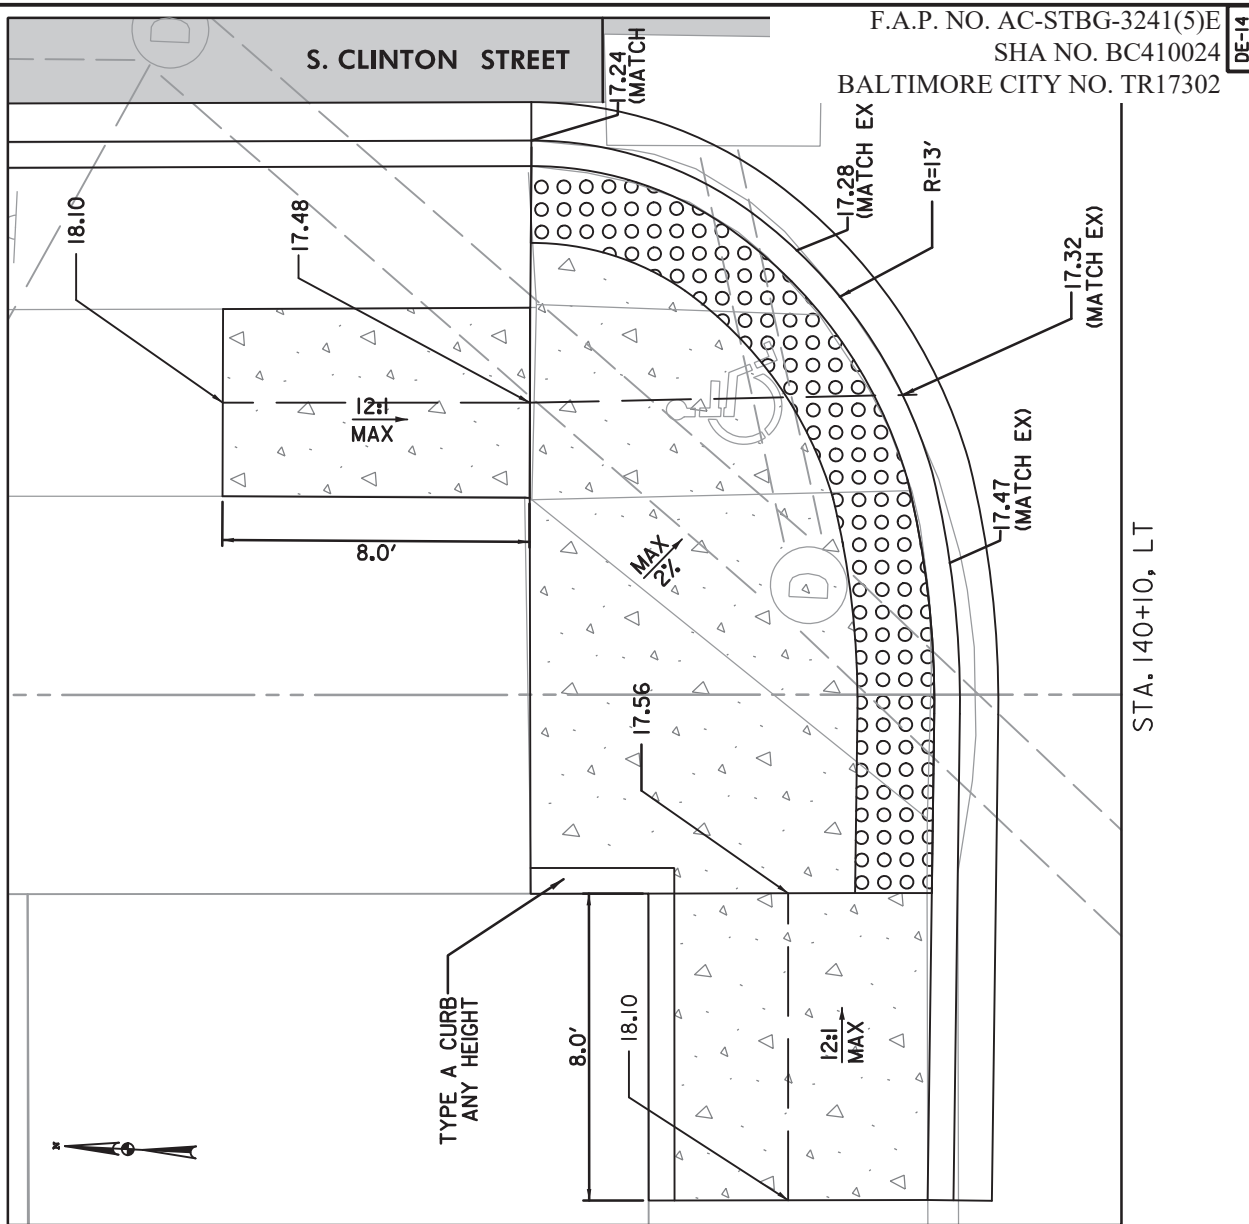 F.A.P. NO. AC-STBG-3241(5)E
SHA NO. BC410024
BALTIMORE CITY NO. TR17302
DE-14
S. CLINTON STREET
D
17.24
(MATCH
17.28
(MATCH EX
R=13'
17.32
(MATCH EX)
17.47
(MATCH EX)
18.10
17.48
12:1
MAX
8.0'
MAX
2%
D
17.56
STA. 140+10, LT
TYPE A CURB
ANY HEIGHT
8.0'
18.10
12:1
MAX